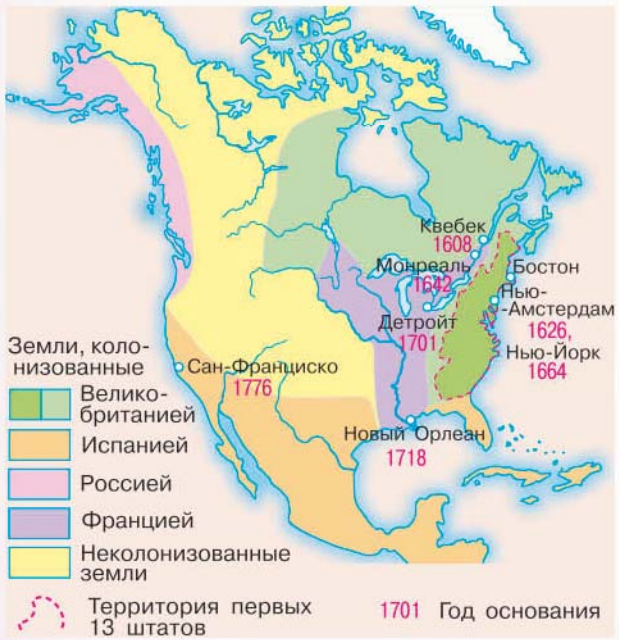 Квебек
1608
Монреаль
1642
Бостон
Нью-
-Амстердам
1626,
Нью-Йорк
1664
Детройт
1701
Сан-Франциско
1776
Новый Орлеан
1718
Земли, коло-
низованные
Велико-
британией
Испанией
Россией
Францией
Неколонизованные
земли
Территория первых
13 штатов
1701 Год основания